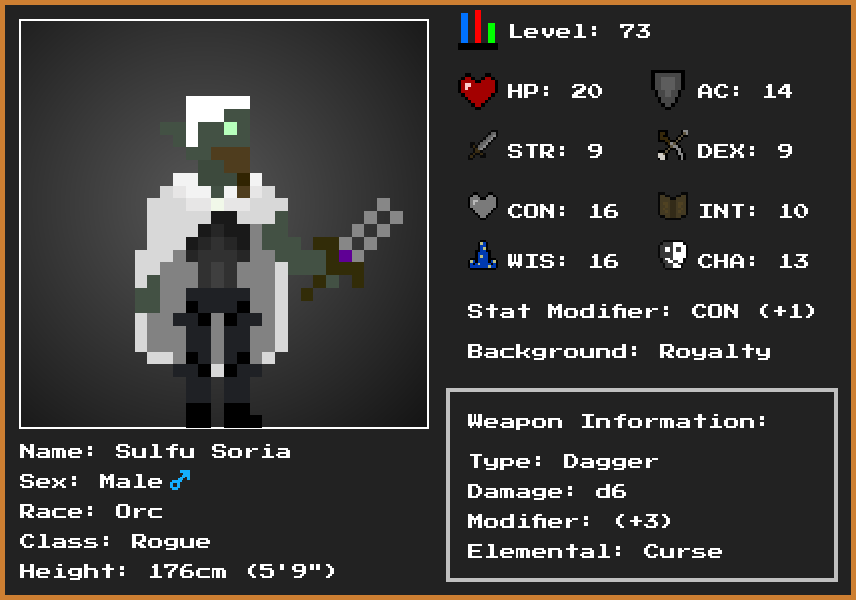 Level: 73
HP: 20
AC: 14
STR: 9
DEX: 9
CON: 16
INT: 10
WIS: 16
CHA: 13
Stat Modifier: CON (+1)
Background: Royalty
Weapon Information:
Type: Dagger
Damage: d6
Modifier: (+3)
Elemental: Curse
Name: Sulfu Soria
Sex: Male ♂
Race: Orc
Class: Rogue
Height: 176cm (5'9")